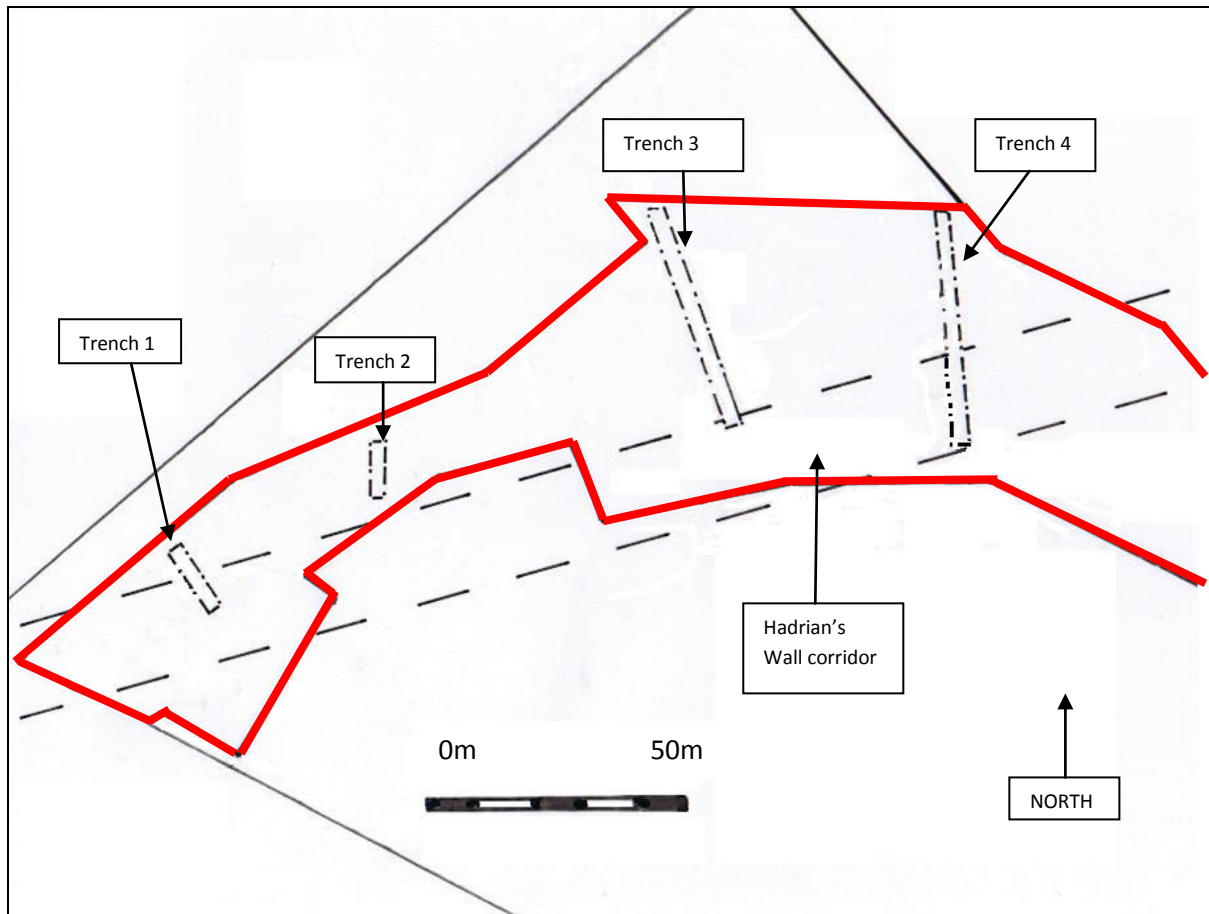 Trench 3
Trench 4
Trench 1
Trench 2
Hadrian’s
Wall corridor
0m 50m
NORTH